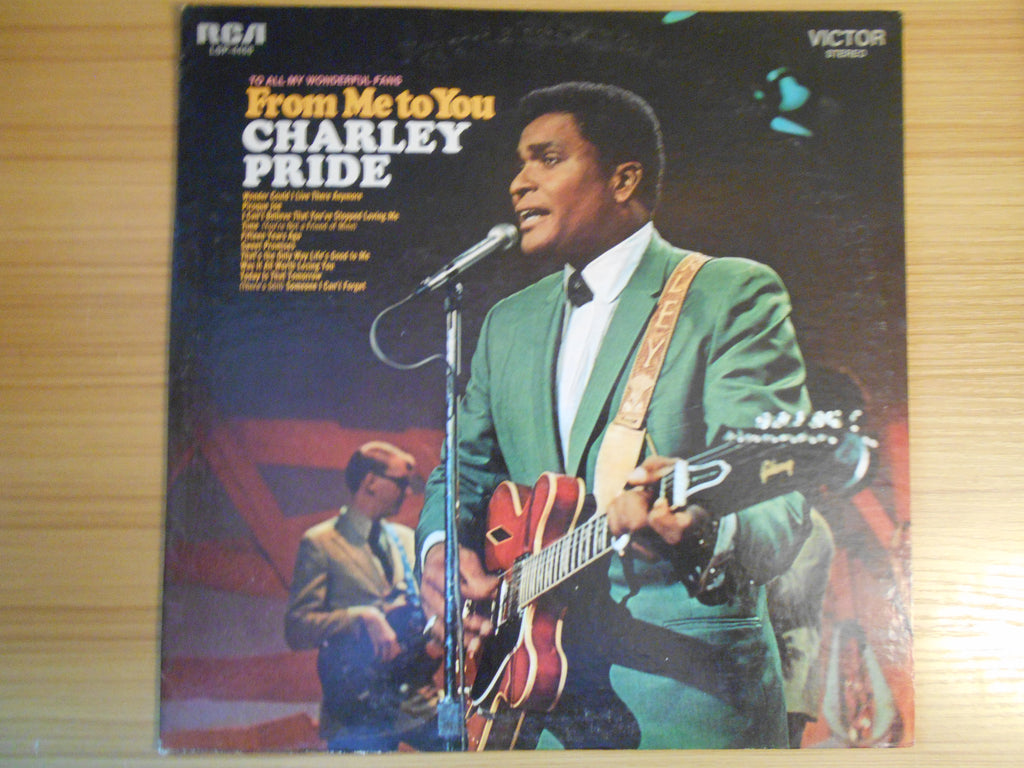 RCA
LSP-4468
VICTOR
STEREO
TO ALL MY WONDERFUL FANS
From Me to You
CHARLEY
PRIDE
Wonder Could I Live There Anymore
Pirogue Joe
I Can't Believe That You've Stopped Loving Me
Time (You're Not a Friend of Mine)
Fifteen Years Ago
Sweet Promises
That's the Only Way Life's Good to Me
Was It All Worth Losing You
Today Is That Tomorrow
(There's Still) Someone I Can't Forget
LEY
Gibson